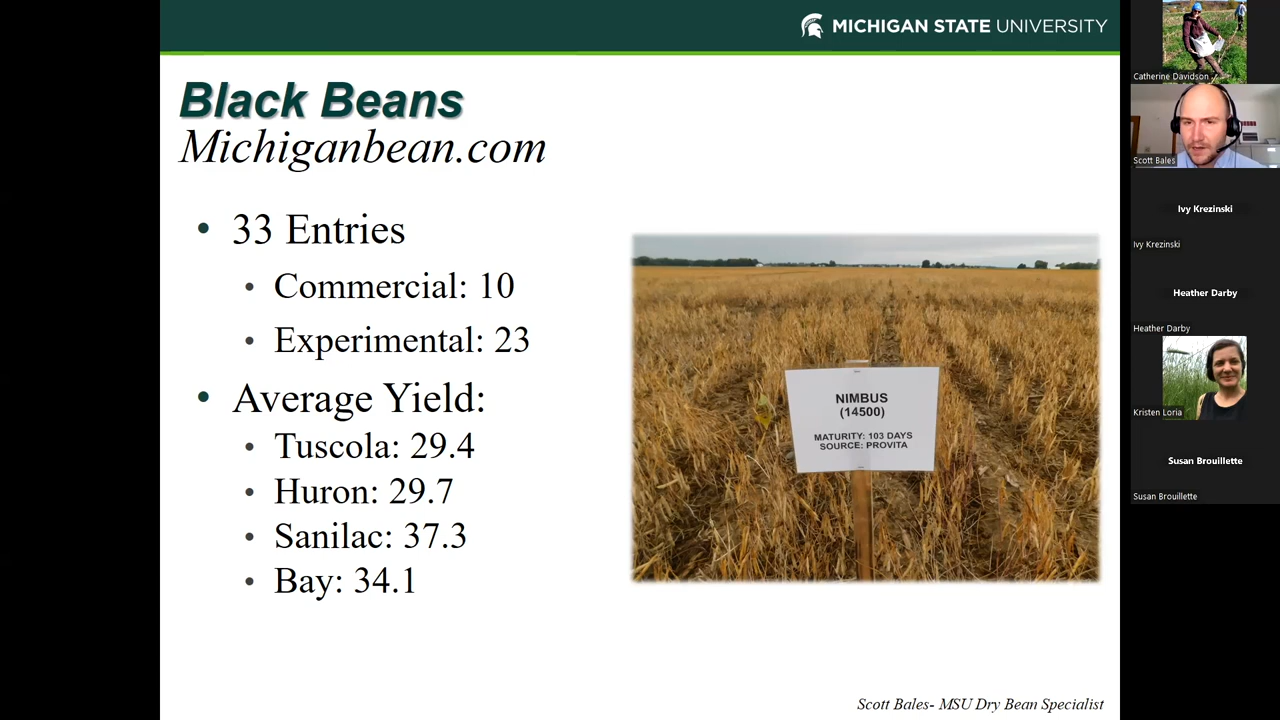 MICHIGAN STATE UNIVERSITY
Black Beans
Michiganbean.com
• 33 Entries
• Commercial: 10
• Experimental: 23
• Average Yield:
• Tuscola: 29.4
• Huron: 29.7
• Sanilac: 37.3
• Bay: 34.1
NIMBUS
(14500)
MATURITY: 103 DAYS
SOURCE: PROVITA
Scott Bales- MSU Dry Bean Specialist
Catherine Davidson
Scott Bales
Ivy Krezinski
Ivy Krezinski
Heather Darby
Heather Darby
Kristen Loria
Susan Brouillette
Susan Brouillette